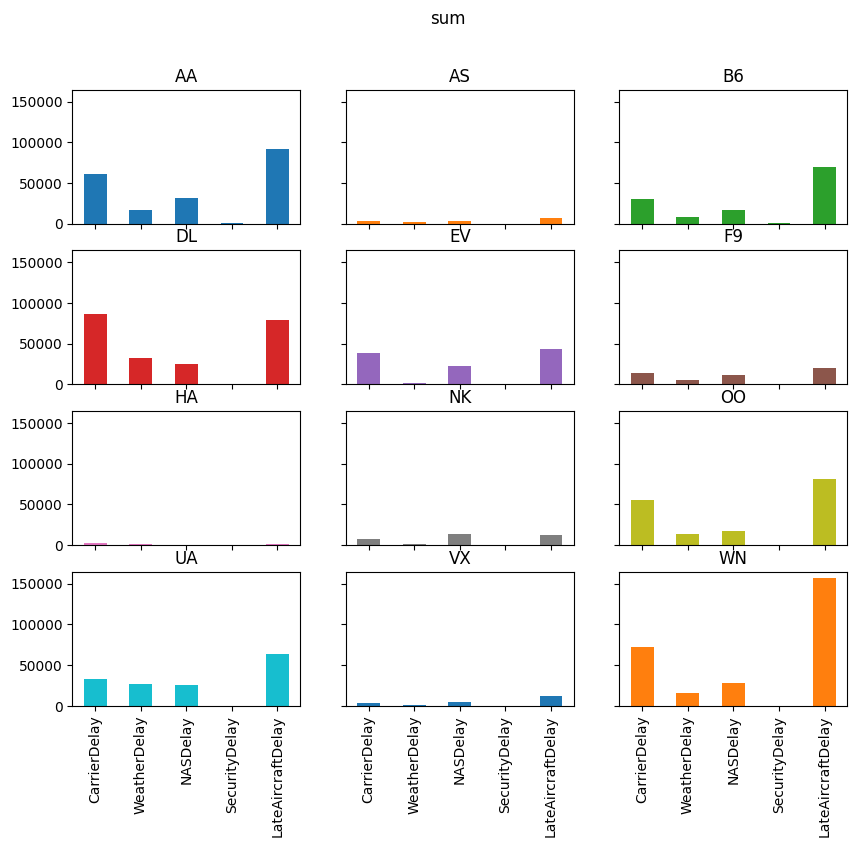 sum
AA
AS
B6
150000
100000
50000
0
DL
EV
F9
150000
100000
50000
0
HA
NK
OO
150000
100000
50000
0
UA
VX
WN
150000
100000
50000
0
CarrierDelay
WeatherDelay
NASDelay
SecurityDelay
LateAircraftDelay
CarrierDelay
WeatherDelay
NASDelay
SecurityDelay
LateAircraftDelay
CarrierDelay
WeatherDelay
NASDelay
SecurityDelay
LateAircraftDelay